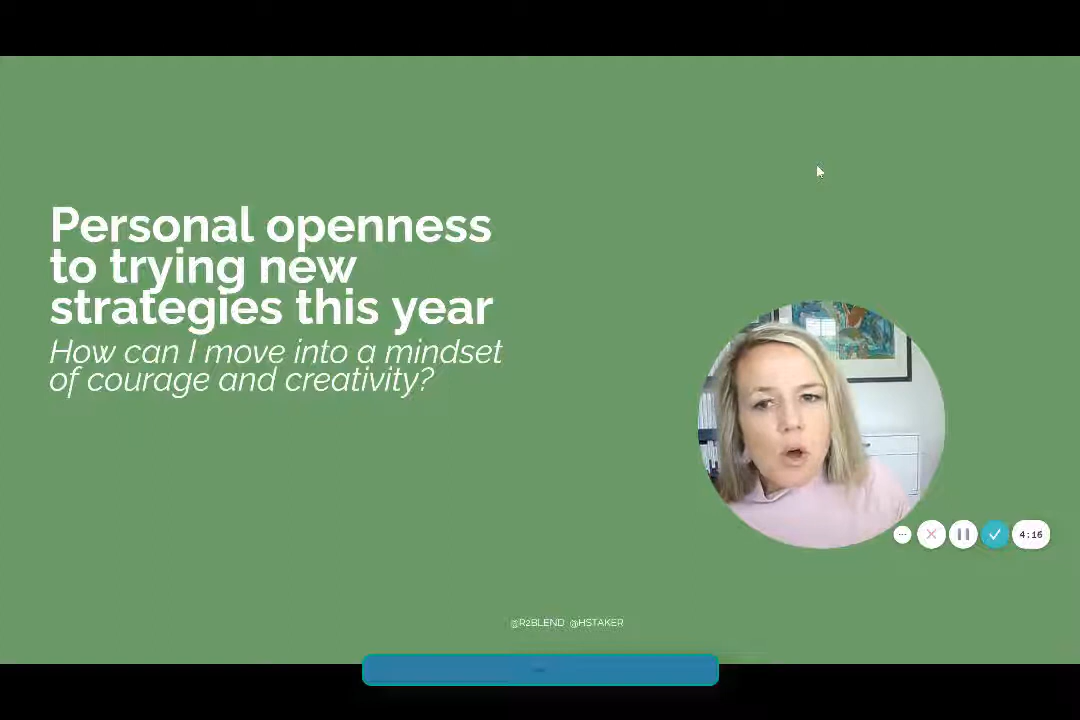 Personal openness
to trying new
strategies this year
How can I move into a mindset
of courage and creativity?
4:16
@R2BLEND @HSTAKER